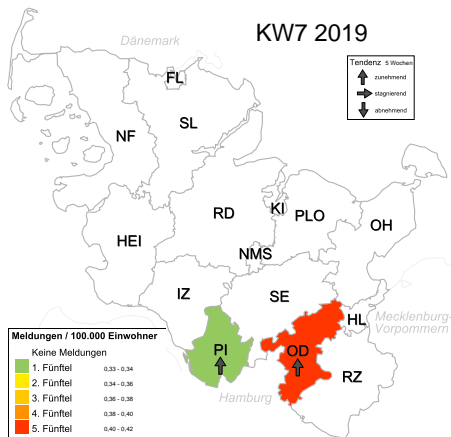 KW7 2019
Dänemark
Tendenz 5 Wochen
zunehmend
stagnierend
abnehmend
FL
SL
NF
RD
KI
PLO
OH
HEI
NMS
IZ
SE
HL
Mecklenburg-
Vorpommern
PI
OD
RZ
Hamburg
Meldungen / 100.000 Einwohner
Keine Meldungen
1. Fünftel 0,33 - 0,34
2. Fünftel 0,34 - 0,36
3. Fünftel 0,36 - 0,38
4. Fünftel 0,38 - 0,40
5. Fünftel 0,40 - 0,42